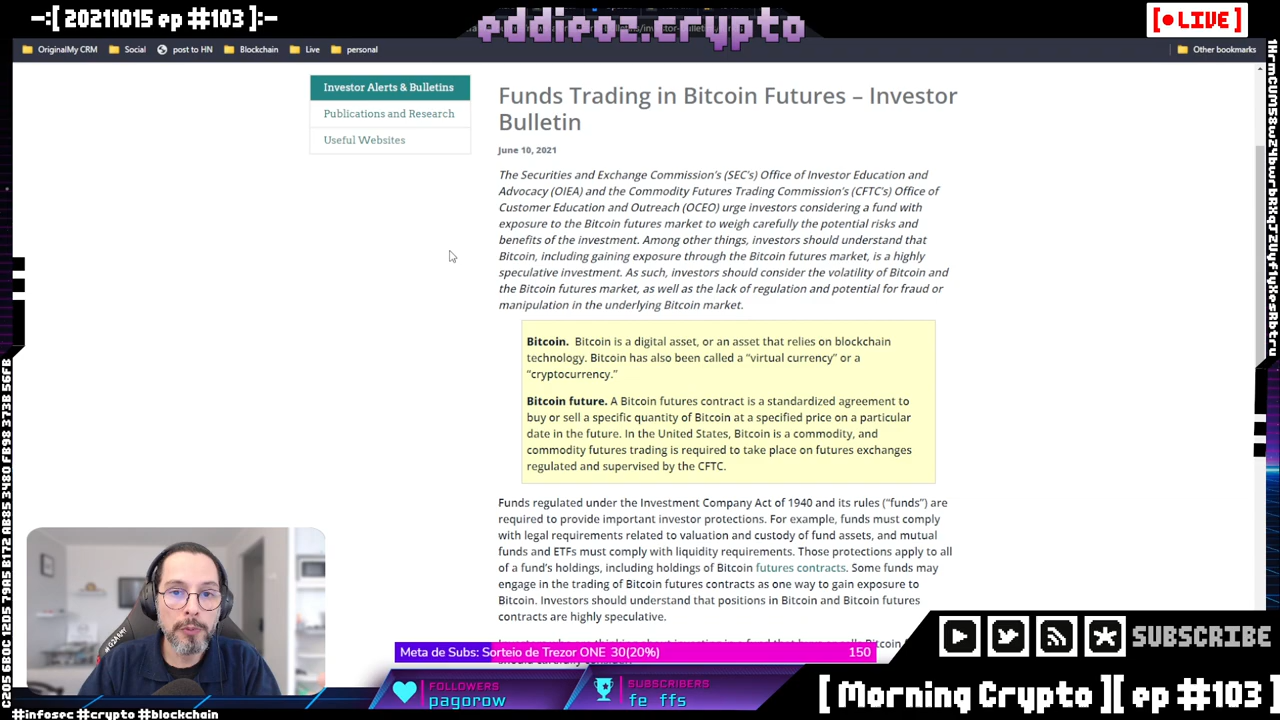 —:[ 20211015 ep #103 ]:—
eddieoz.crypto
[•LIVE]
OriginalMy CRM
Social
post to HN
Blockchain
Live
personal
Other bookmarks
Investor Alerts & Bulletins
Publications and Research
Useful Websites
Funds Trading in Bitcoin Futures – Investor
Bulletin
June 10, 2021
The Securities and Exchange Commission's (SEC's) Office of Investor Education and
Advocacy (OIEA) and the Commodity Futures Trading Commission's (CFTC's) Office of
Customer Education and Outreach (OCEO) urge investors considering a fund with
exposure to the Bitcoin futures market to weigh carefully the potential risks and
benefits of the investment. Among other things, investors should understand that
Bitcoin, including gaining exposure through the Bitcoin futures market, is a highly
speculative investment. As such, investors should consider the volatility of Bitcoin and
the Bitcoin futures market, as well as the lack of regulation and potential for fraud or
manipulation in the underlying Bitcoin market.
Bitcoin. Bitcoin is a digital asset, or an asset that relies on blockchain
technology. Bitcoin has also been called a “virtual currency” or a
“cryptocurrency.”
Bitcoin future. A Bitcoin futures contract is a standardized agreement to
buy or sell a specific quantity of Bitcoin at a specified price on a particular
date in the future. In the United States, Bitcoin is a commodity, and
commodity futures trading is required to take place on futures exchanges
regulated and supervised by the CFTC.
Funds regulated under the Investment Company Act of 1940 and its rules (“funds”) are
required to provide important investor protections. For example, funds must comply
with legal requirements related to valuation and custody of fund assets, and mutual
funds and ETFs must comply with liquidity requirements. Those protections apply to all
of a fund's holdings, including holdings of Bitcoin futures contracts. Some funds may
engage in the trading of Bitcoin futures contracts as one way to gain exposure to
Bitcoin. Investors should understand that positions in Bitcoin and Bitcoin futures
contracts are highly speculative.
Meta de Subs: Sorteio de Trezor ONE 30(20%)
150
SUBSCRIBE
FOLLOWERS
pagorow
SUBSCRIBERS
fe ffs
[ Morning Crypto ][ ep #103 ]
#infosec #crypto #blockchain